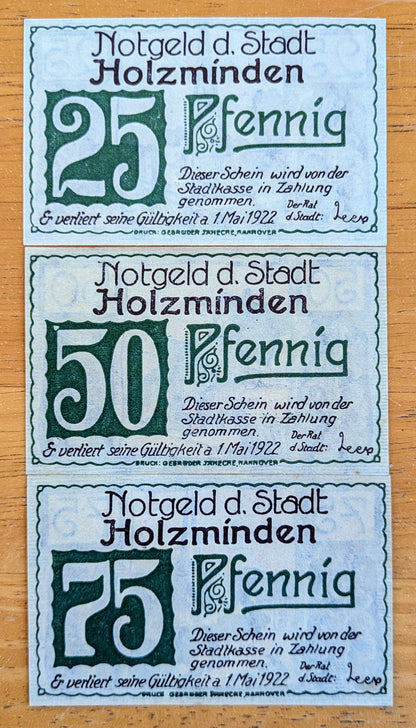 Notgeld d. Stadt
Holzminden
25 Pfennig
Dieser Schein wird von der
Stadtkasse in Zahlung
genommen. Der Rat
Er verliert seine Gültigkeit a. 1. Mai 1922 d. Stadt:
DRUCK: GEBRÜDER JÄNECKE, HANNOVER
Notgeld d. Stadt
Holzminden
50 Pfennig
Dieser Schein wird von der
Stadtkasse in Zahlung
genommen. Der Rat
Er verliert seine Gültigkeit a. 1. Mai 1922 d. Stadt:
DRUCK: GEBRÜDER JÄNECKE, HANNOVER
Notgeld d. Stadt
Holzminden
75 Pfennig
Dieser Schein wird von der
Stadtkasse in Zahlung
genommen. Der Rat
Er verliert seine Gültigkeit a. 1. Mai 1922 d. Stadt:
DRUCK GEBRÜDER JÄNECKE, HANNOVER